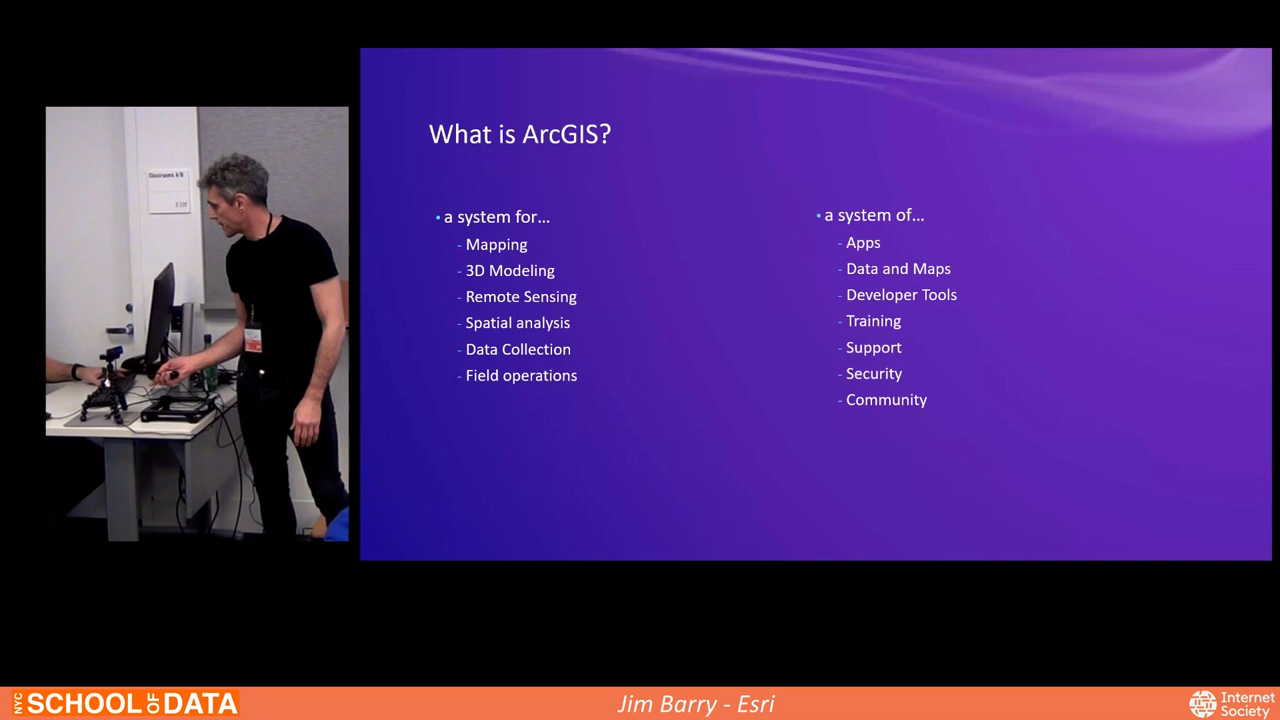 Classrooms A/B
What is ArcGIS?
• a system for...
- Mapping
- 3D Modeling
- Remote Sensing
- Spatial analysis
- Data Collection
- Field operations
• a system of...
- Apps
- Data and Maps
- Developer Tools
- Training
- Support
- Security
- Community
NYC SCHOOL OF DATA
Jim Barry - Esri
Internet
Society